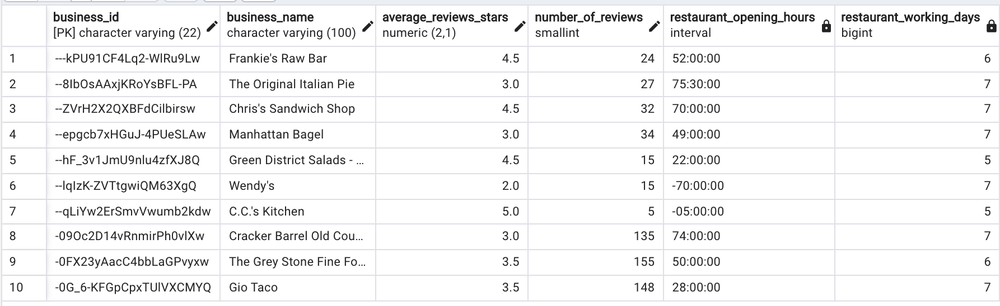 business_id business_name average_reviews_stars number_of_reviews restaurant_opening_hours restaurant_working_days
[PK] character varying (22) character varying (100) numeric (2,1) smallint interval bigint
1 ---kPU91CF4Lq2-WlRu9Lw Frankie's Raw Bar 4.5 24 52:00:00 6
2 --8IbOsAAxjKRoYsBFL-PA The Original Italian Pie 3.0 27 75:30:00 7
3 --ZVrH2X2QXBFdCilbirsw Chris's Sandwich Shop 4.5 32 70:00:00 7
4 --epgcb7xHGuJ-4PUeSLAw Manhattan Bagel 3.0 34 49:00:00 7
5 --hF_3v1JmU9nlu4zfXJ8Q Green District Salads - ... 4.5 15 22:00:00 5
6 --lqIzK-ZVTtgwiQM63XgQ Wendy's 2.0 15 -70:00:00 7
7 --qLiYw2ErSmvVwumb2kdw C.C.'s Kitchen 5.0 5 -05:00:00 5
8 -09Oc2D14vRnmirPh0vlXw Cracker Barrel Old Cou... 3.0 135 74:00:00 7
9 -0FX23yAacC4bbLaGPvyxw The Grey Stone Fine Fo... 3.5 155 50:00:00 6
10 -0G_6-KFGpCpxTUlVXCMYQ Gio Taco 3.5 148 28:00:00 7